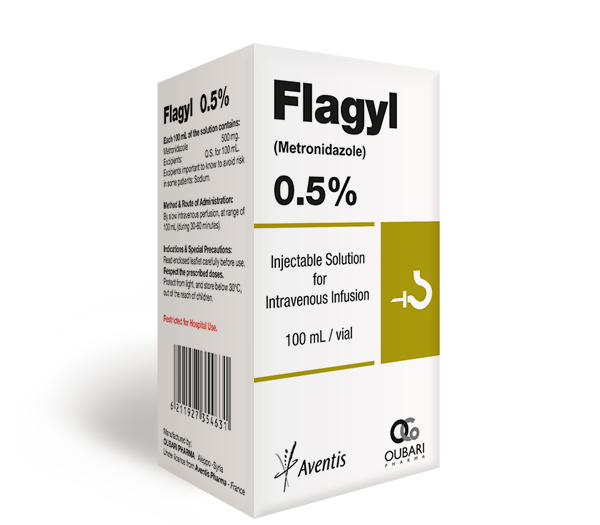 Flagyl 0.5%
Each 100 mL of the solution contains:
Metronidazole 500 mg.
Excipients: Q.S. for 100 mL.
Excipients important to know to avoid risk
in some patients: Sodium.
Method & Route of Administration:
By slow intravenous perfusion, at range of
100 mL (during 30-60 minutes).
Indications & Special Precautions:
Read enclosed leaflet carefully before use.
Respect the prescribed doses.
Protect from light, and store below 30°C,
out of the reach of children.
Restricted for Hospital Use.
6 211927 354631
Manufactured by:
OUBARI PHARMA Aleppo - Syria
Under licence from Aventis Pharma - France
Flagyl
(Metronidazole)
0.5%
Injectable Solution
for
Intravenous Infusion
100 mL / vial
Aventis
OUBARI
PHARMA